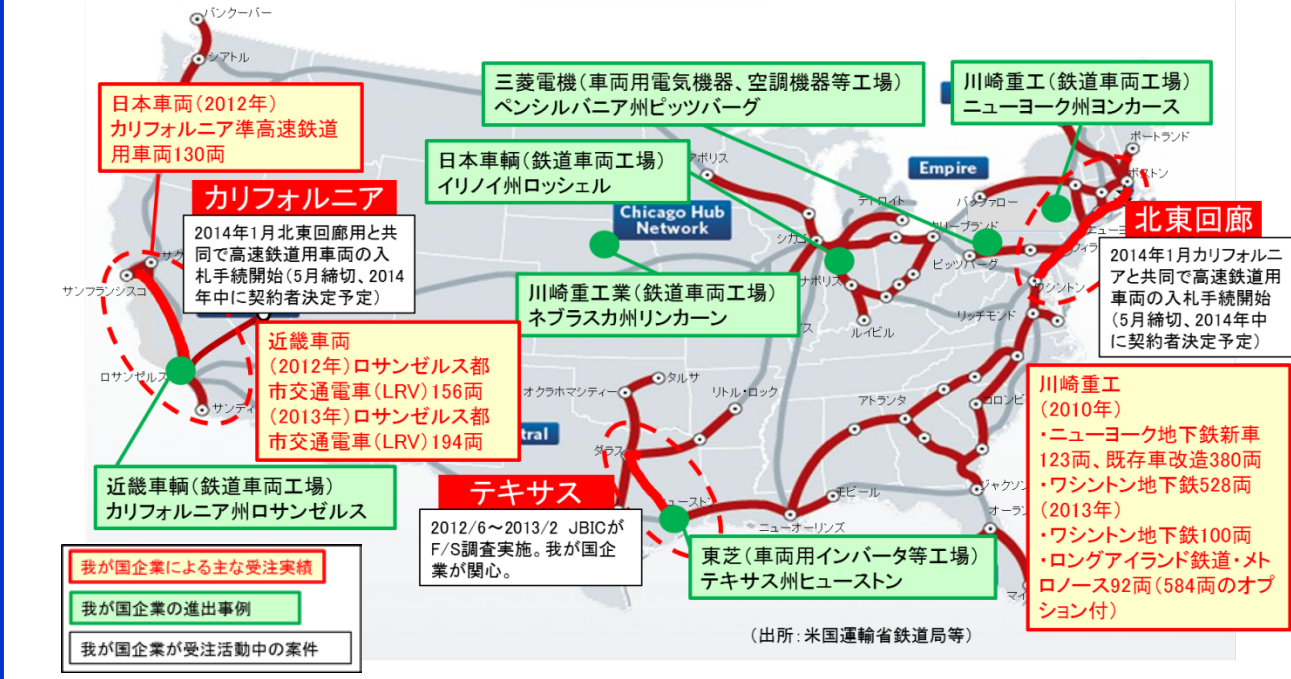 バンクーバー
シアトル
日本車両(2012年)
カリフォルニア準高速鉄道
用車両130両
三菱電機(車両用電気機器、空調機器等工場)
ペンシルバニア州ピッツバーグ
川崎重工(鉄道車両工場)
ニューヨーク州ヨンカース
日本車輌(鉄道車両工場)
イリノイ州ロッシェル
Empire
ポートランド
ボストン
カリフォルニア
2014年1月北東回廊用と共
同で高速鉄道用車両の入
札手続開始(5月締切、2014
年中に契約者決定予定)
Chicago Hub
Network
シカゴ
デトロイト
バッファロー
ピッツバーグ
北東回廊
2014年1月カリフォルニ
アと共同で高速鉄道用
車両の入札手続開始
(5月締切、2014年中
に契約者決定予定)
サンフランシスコ
ワシントン
リッチモンド
川崎重工業(鉄道車両工場)
ネブラスカ州リンカーン
ルイビル
近畿車両
(2012年)ロサンゼルス都
市交通電車(LRV)156両
(2013年)ロサンゼルス都
市交通電車(LRV)194両
ロサンゼルス
オクラホマシティー
タルサ
リトル・ロック
アトランタ
ダラス
川崎重工
(2010年)
・ニューヨーク地下鉄新車
123両、既存車改造380両
・ワシントン地下鉄528両
(2013年)
・ワシントン地下鉄100両
・ロングアイランド鉄道・メト
ロノース92両(584両のオプ
ション付)
近畿車輌(鉄道車両工場)
カリフォルニア州ロサンゼルス
テキサス
2012/6～2013/2 JBICが
F/S調査実施。我が国企
業が関心。
モビール
ニューオーリンズ
東芝(車両用インバータ等工場)
テキサス州ヒューストン
我が国企業による主な受注実績
我が国企業の進出事例
我が国企業が受注活動中の案件
(出所:米国運輸省鉄道局等)